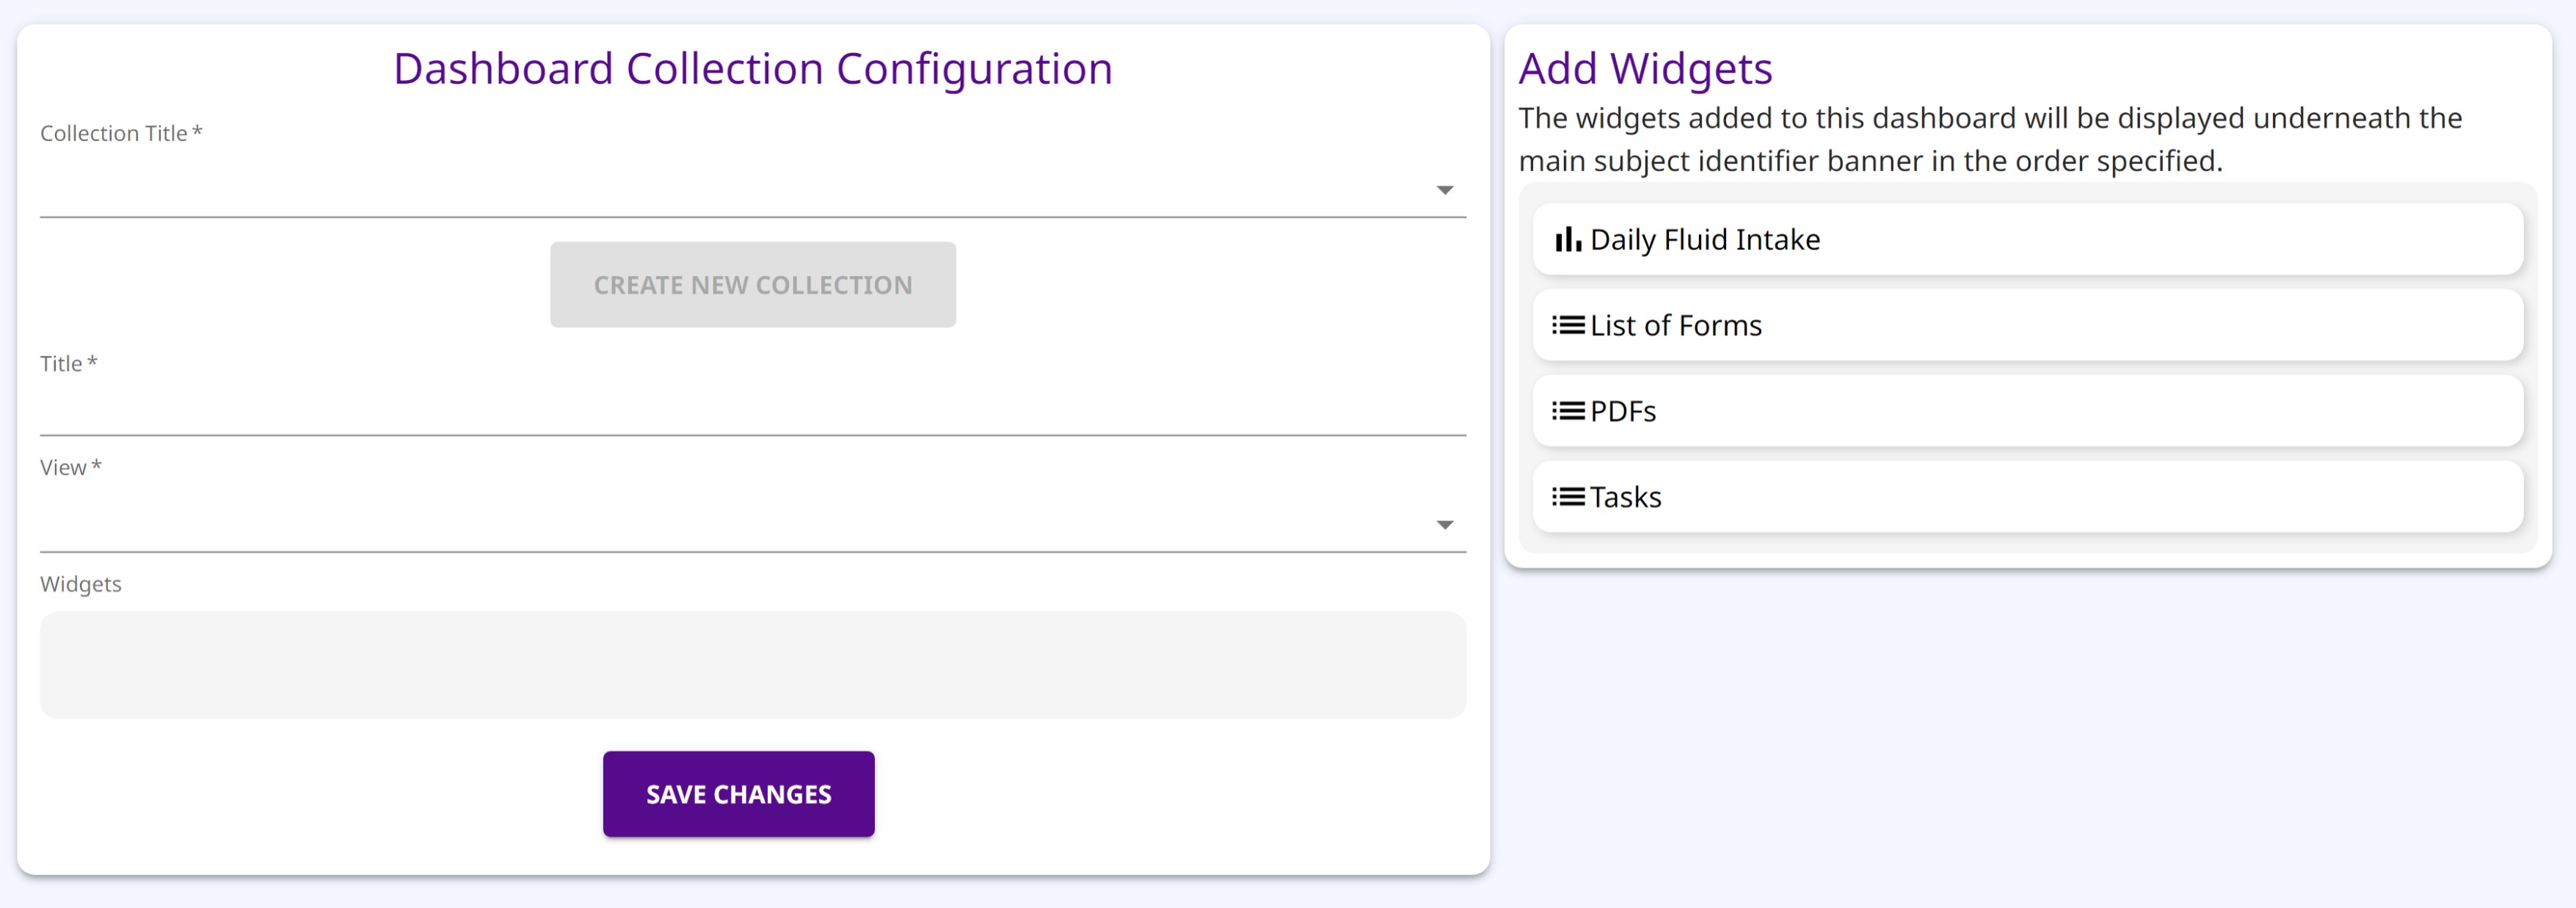 Dashboard Collection Configuration
Collection Title *
CREATE NEW COLLECTION
Title *
View *
Widgets
SAVE CHANGES
Add Widgets
The widgets added to this dashboard will be displayed underneath the
main subject identifier banner in the order specified.
Daily Fluid Intake
List of Forms
PDFs
Tasks